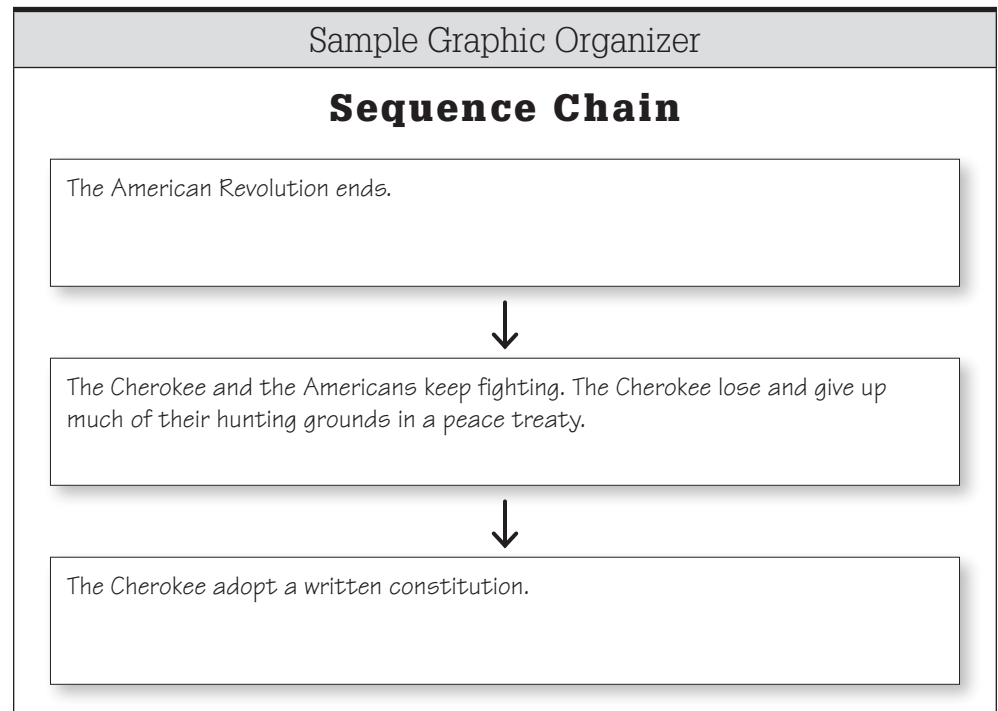 Sample Graphic Organizer
Sequence Chain
The American Revolution ends.
The Cherokee and the Americans keep fighting. The Cherokee lose and give up
much of their hunting grounds in a peace treaty.
The Cherokee adopt a written constitution.